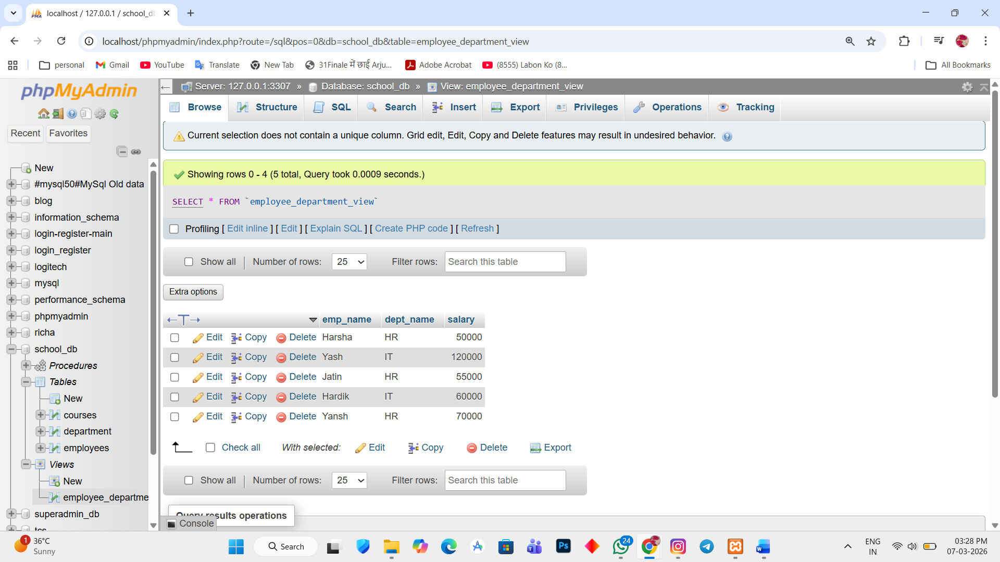 localhost / 127.0.0.1 / school_db
localhost/phpmyadmin/index.php?route=/sql&pos=0&db=school_db&table=employee_department_view
personal Gmail YouTube Translate New Tab 31Finale में छाई Arju... Adobe Acrobat (8555) Labon Ko (8... All Bookmarks
phpMyAdmin
Server: 127.0.0.1:3307 » Database: school_db » View: employee_department_view
Browse Structure SQL Search Insert Export Privileges Operations Tracking
Recent Favorites
New
#mysql50#MySql Old data
blog
information_schema
login-register-main
login_register
logitech
mysql
performance_schema
phpmyadmin
richa
school_db
Procedures
Tables
New
courses
department
employees
Views
New
employee_departme
superadmin_db
tcs
Current selection does not contain a unique column. Grid edit, Edit, Copy and Delete features may result in undesired behavior.
Showing rows 0 - 4 (5 total, Query took 0.0009 seconds.)
SELECT * FROM `employee_department_view`
Profiling [ Edit inline ] [ Edit ] [ Explain SQL ] [ Create PHP code ] [ Refresh ]
Show all | Number of rows: 25 Filter rows: Search this table
Extra options
emp_name dept_name salary
Edit Copy Delete Harsha HR 50000
Edit Copy Delete Yash IT 120000
Edit Copy Delete Jatin HR 55000
Edit Copy Delete Hardik IT 60000
Edit Copy Delete Yansh HR 70000
Check all With selected: Edit Copy Delete Export
Show all | Number of rows: 25 Filter rows: Search this table
Query results operations
Console
1 36°C
Sunny
Search
Ps
24
ENG
IN
03:28 PM
07-03-2026